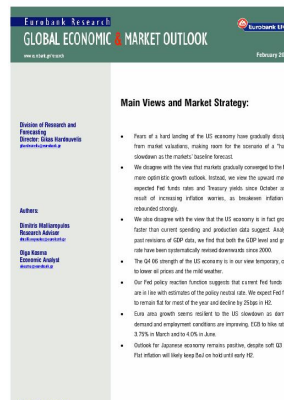 Eurobank Research
Eurobank EF
GLOBAL ECONOMIC & MARKET OUTLOOK
www.eurobank.gr/research
February 20
Main Views and Market Strategy:
Division of Research and
Forecasting
Director: Gikas Hardouvelis
Authors:
Dimitris Malliaropulos
Research Advisor
Olga Kosma
Economic Analyst
• Fears of a hard landing of the US economy have gradually dissip
from market valuations, making room for the scenario of a "h
slowdown as the markets' baseline forecast.
• We disagree with the view that markets gradually converged to the F
more optimistic growth outlook. Instead, we view the upward mo
expected Fed funds rates and Treasury yields since October a
result of increasing inflation worries, as breakeven inflation
rebounded strongly.
• We also disagree with the view that the US economy is in fact gro
faster than current spending and production data suggest. Anal
past revisions of GDP data, we find that both the GDP level and gr
rate have been systematically revised downwards since 2000.
• The Q4 06 strength of the US economy is in our view temporary, c
to lower oil prices and the mild weather.
• Our Fed policy reaction function suggests that current Fed funds
are in line with estimates of the policy neutral rate. We expect Fed f
to remain flat for most of the year and decline by 25bps in H2.
• Euro area growth seems resilient to the US slowdown as dom
demand and employment conditions are improving. ECB to hike rat
3.75% in March and to 4.0% in June.
• Outlook for Japanese economy remains positive, despite soft Q3
Flat inflation will likely keep BoJ on hold until early H2.